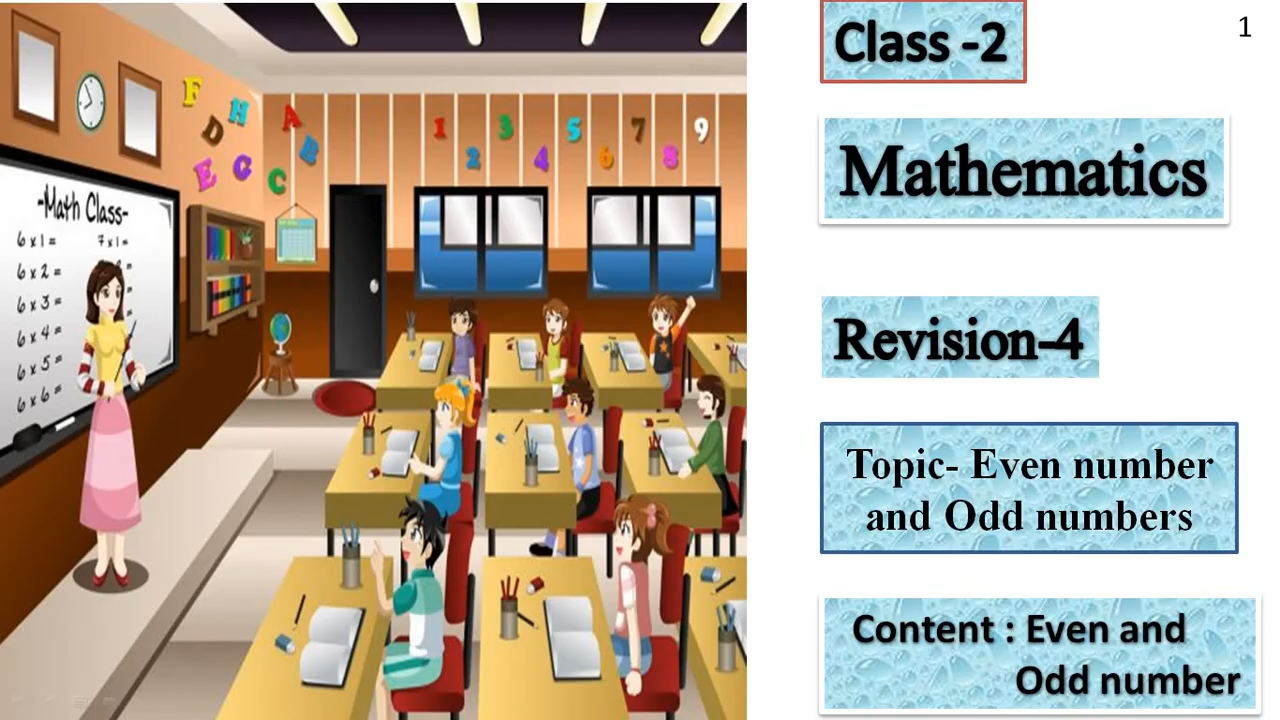 Class -2
1
Mathematics
Revision-4
Topic- Even number
and Odd numbers
Content : Even and
Odd number
F
H
D
E
G
A
B
C
1
2
3
4
5
6
7
8
9
-Math Class-
6 x 1 = 7 x 1 =
6 x 2 =
6 x 3 =
6 x 4 =
6 x 5 =
6 x 6 =